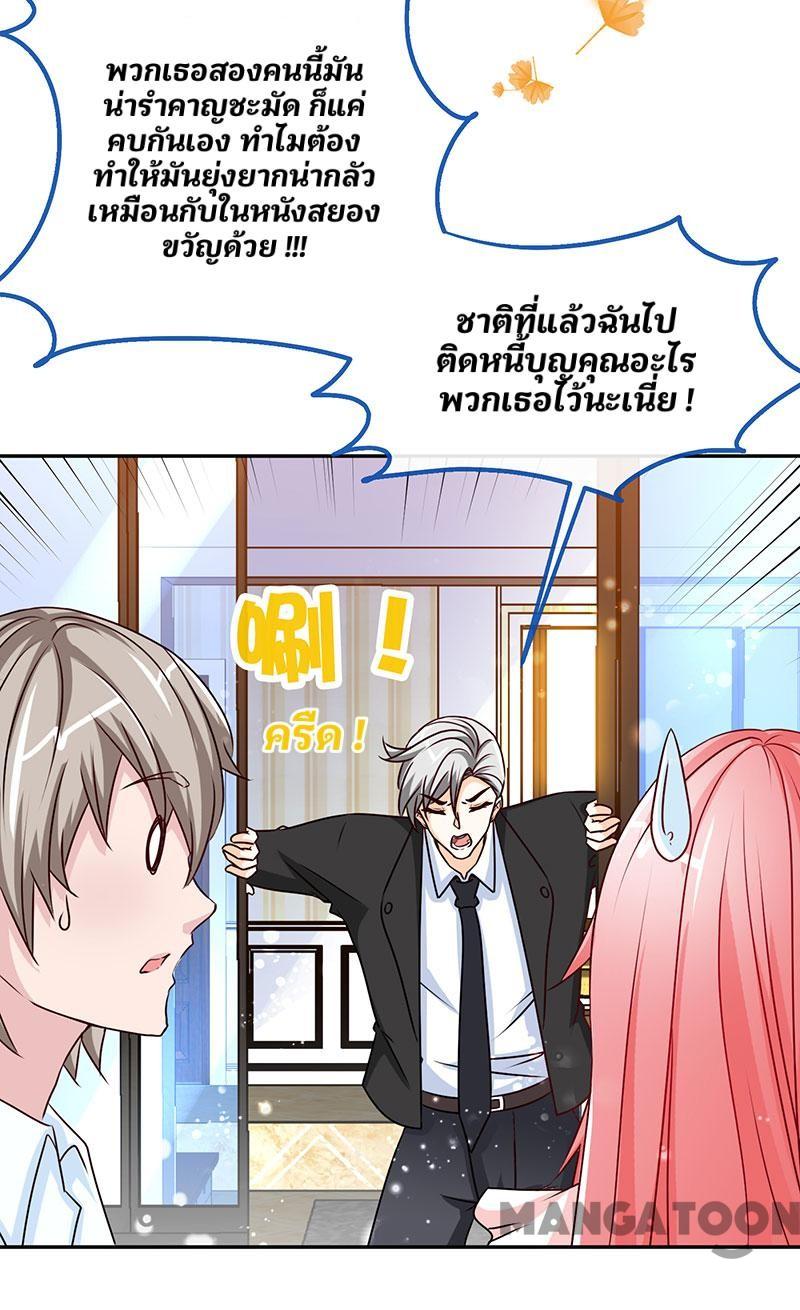 พวกเธอสองคนนี้มัน
น่ารำคาญชะมัด ก็แค่
คบกันเอง ทำไมต้อง
ทำให้มันยุ่งยากน่ากลัว
เหมือนกับในหนังสยอง
ขวัญด้วย !!!
ชาติที่แล้วฉันไป
ติดหนี้บุญคุณอะไร
พวกเธอไว้นะเนี่ย !
唰！
ครืด !
MANGATOON